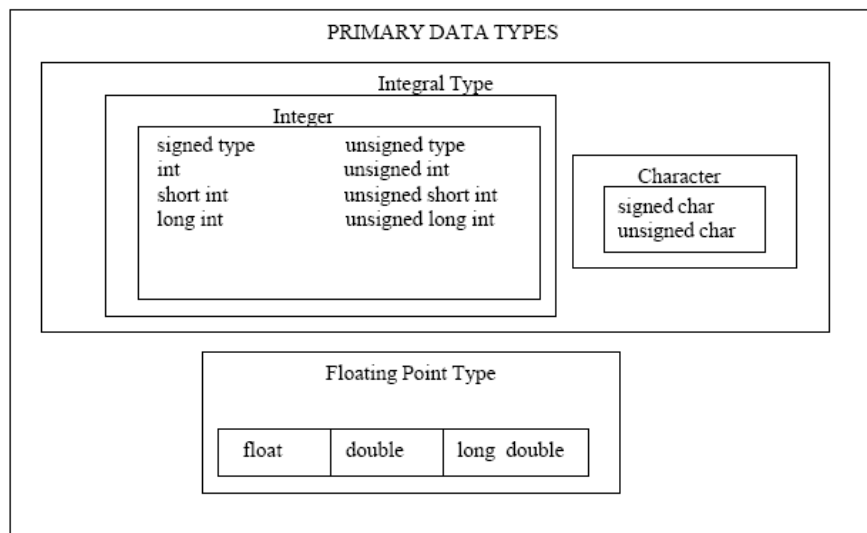 PRIMARY DATA TYPES
Integral Type
Integer
signed type unsigned type
int unsigned int
short int unsigned short int
long int unsigned long int
Character
signed char
unsigned char
Floating Point Type
float double long double